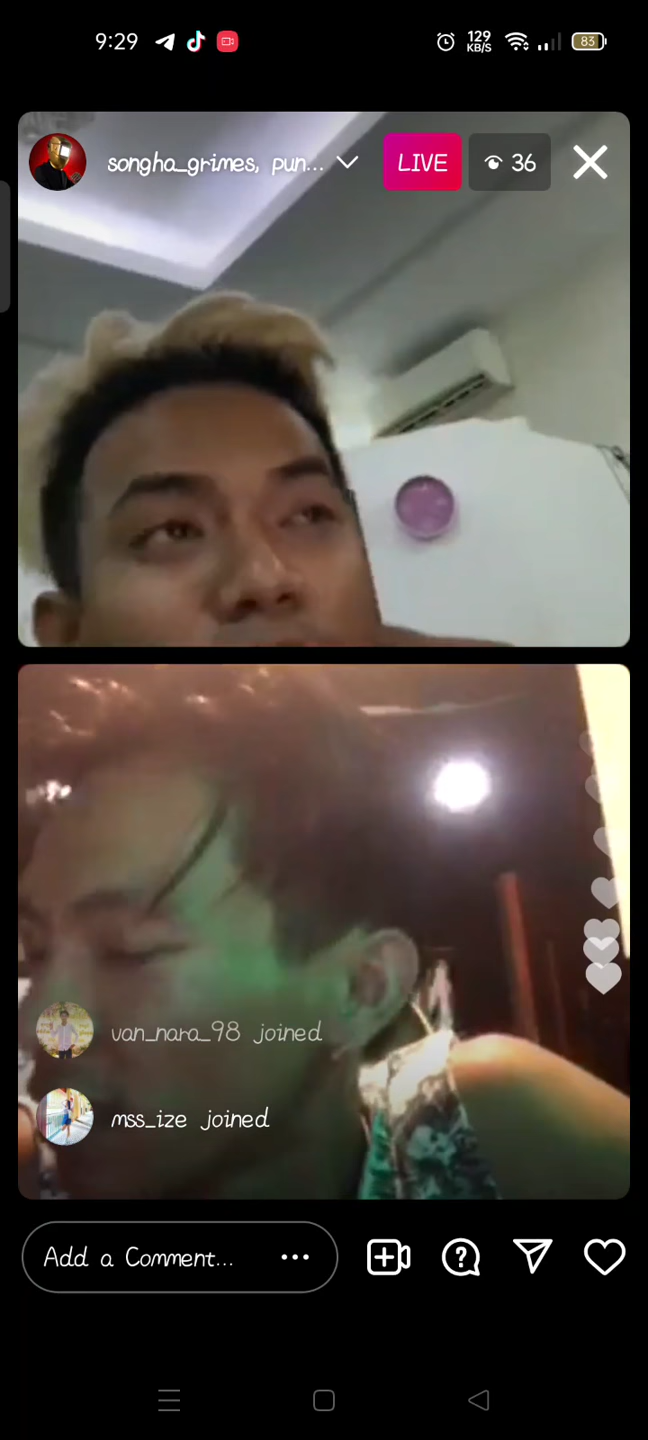 9:29
129
KB/S
83
songha_grimes, pun...
LIVE
36
van_nara_98 joined
mss_ize joined
Add a Comment...